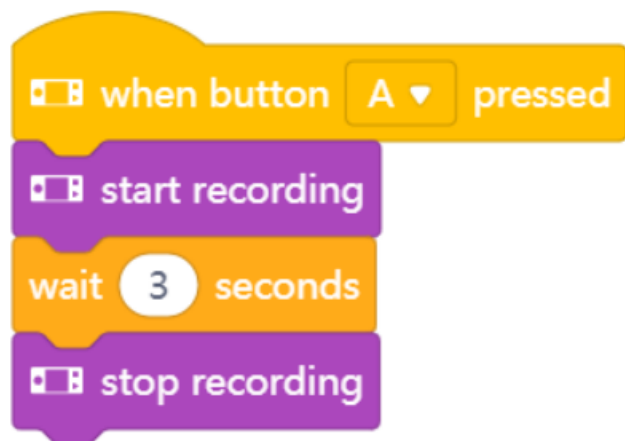 when button A pressed
start recording
wait 3 seconds
stop recording